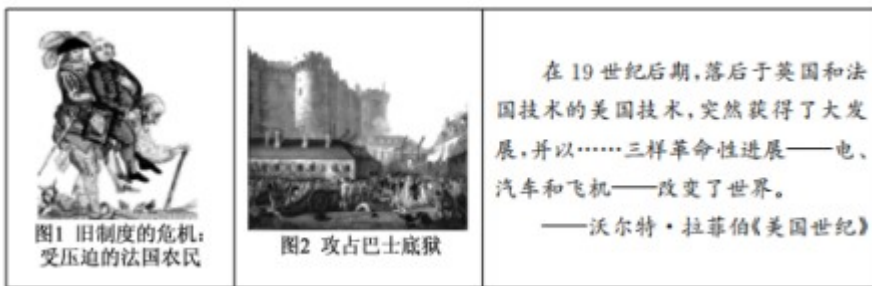 图1 旧制度的危机：
受压迫的法国农民
图2 攻占巴士底狱
在 19 世纪后期,落后于英国和法
国技术的美国技术,突然获得了大发
展,并以……三样革命性进展——电、
汽车和飞机——改变了世界。
——沃尔特·拉菲伯《美国世纪》